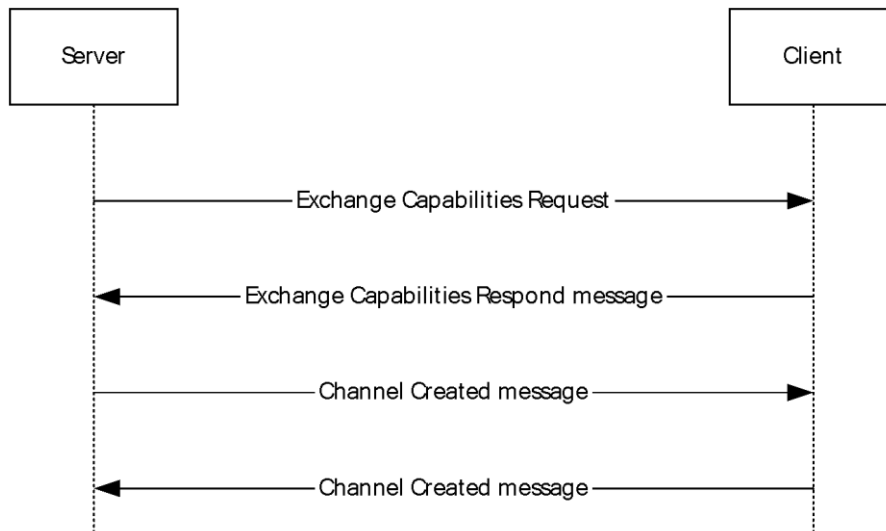 Server
Client
Exchange Capabilities Request
Exchange Capabilities Respond message
Channel Created message
Channel Created message